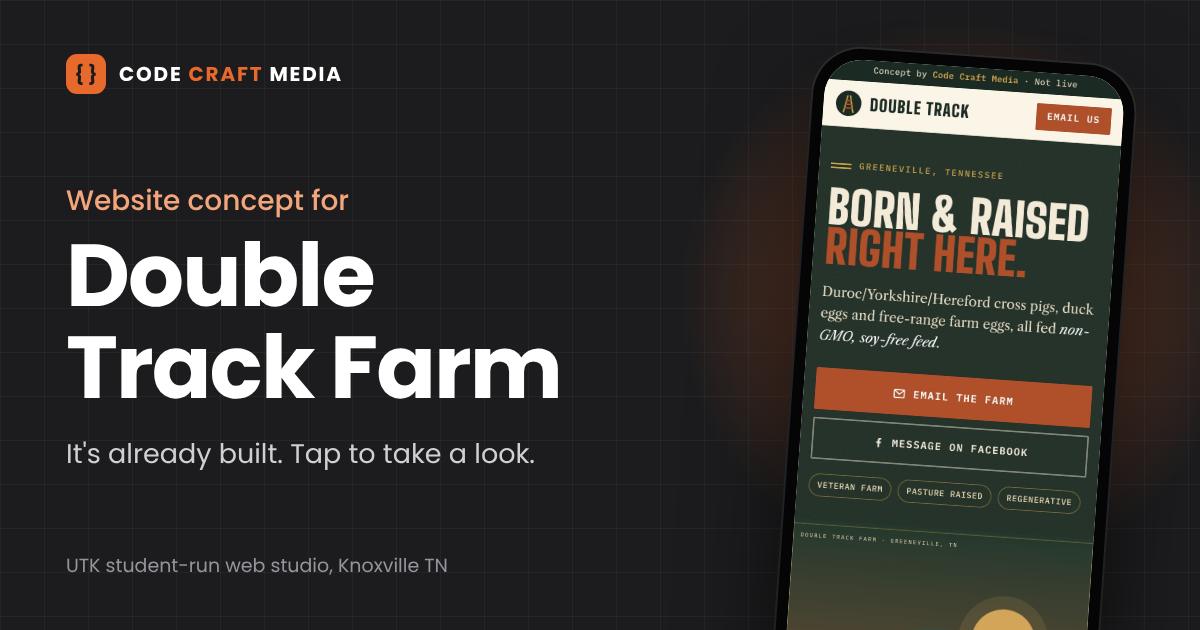 { } CODE CRAFT MEDIA
Website concept for
Double
Track Farm
It's already built. Tap to take a look.
UTK student-run web studio, Knoxville TN
Concept by Code Craft Media · Not live
DOUBLE TRACK
EMAIL US
GREENEVILLE, TENNESSEE
BORN & RAISED
RIGHT HERE.
Duroc/Yorkshire/Hereford cross pigs, duck
eggs and free-range farm eggs, all fed non-
GMO, soy-free feed.
EMAIL THE FARM
MESSAGE ON FACEBOOK
VETERAN FARM
PASTURE RAISED
REGENERATIVE
DOUBLE TRACK FARM · GREENEVILLE, TN